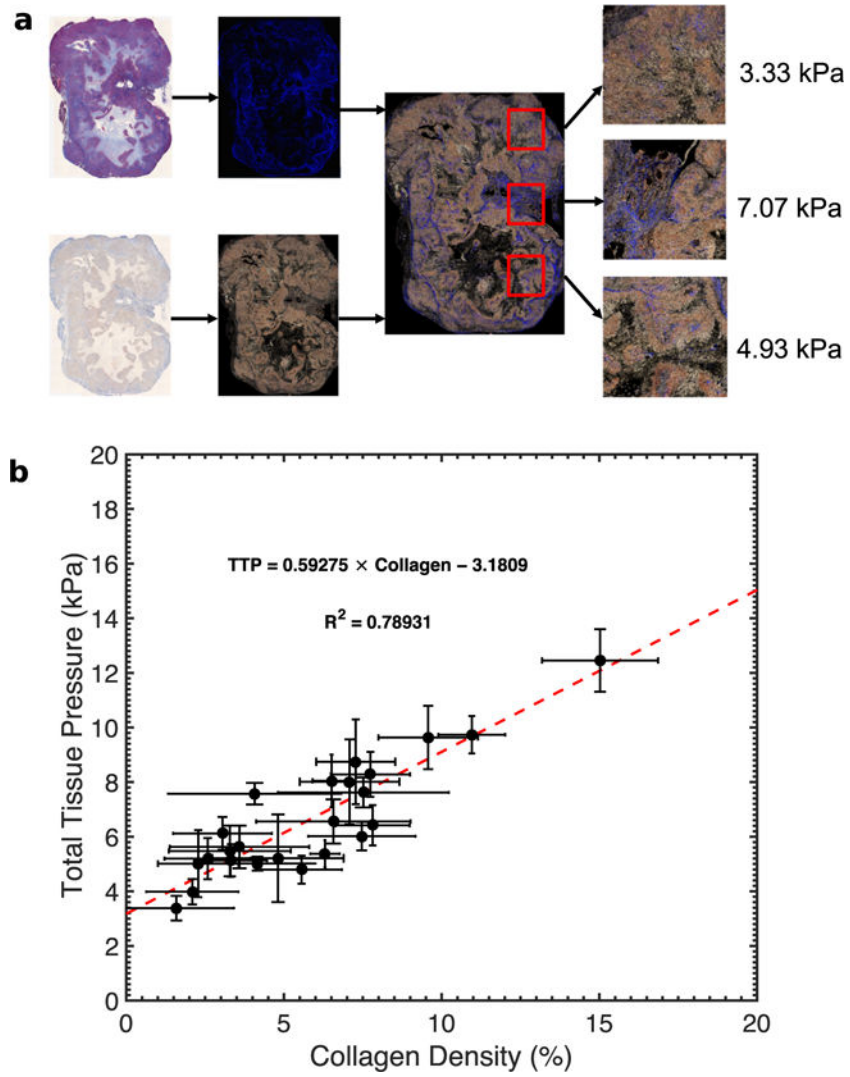 a
3.33 kPa
7.07 kPa
4.93 kPa
b
20
18
16
14
12
10
8
6
4
2
0
Total Tissue Pressure (kPa)
TTP = 0.59275 × Collagen − 3.1809
R² = 0.78931
0 5 10 15 20
Collagen Density (%)